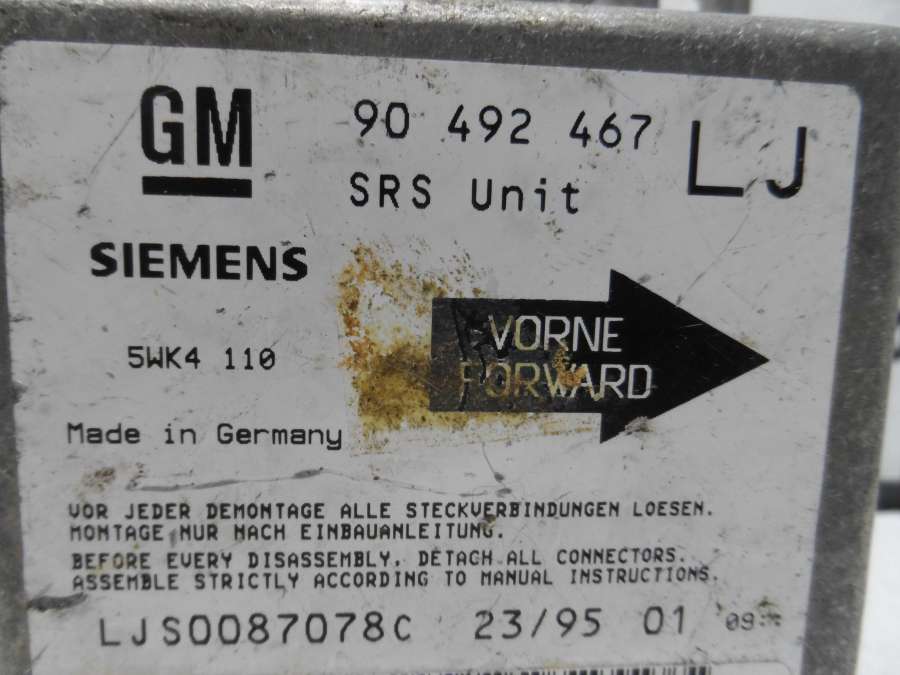 GM
90 492 467
LJ
SRS Unit
SIEMENS
VORNE
FORWARD
5WK4 110
Made in Germany
VOR JEDER DEMONTAGE ALLE STECKVERBINDUNGEN LOESEN.
MONTAGE NUR NACH EINBAUANLEITUNG.
BEFORE EVERY DISASSEMBLY, DETACH ALL CONNECTORS.
ASSEMBLE STRICTLY ACCORDING TO MANUAL INSTRUCTIONS.
LJS0087078C 23/95 01